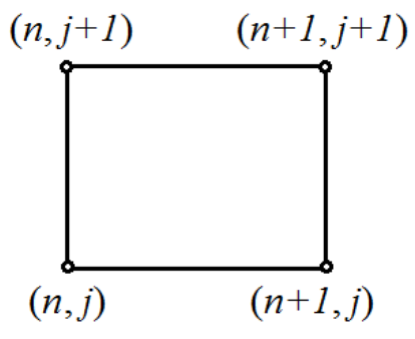 (n, j+1) (n+1, j+1)
(n, j) (n+1, j)